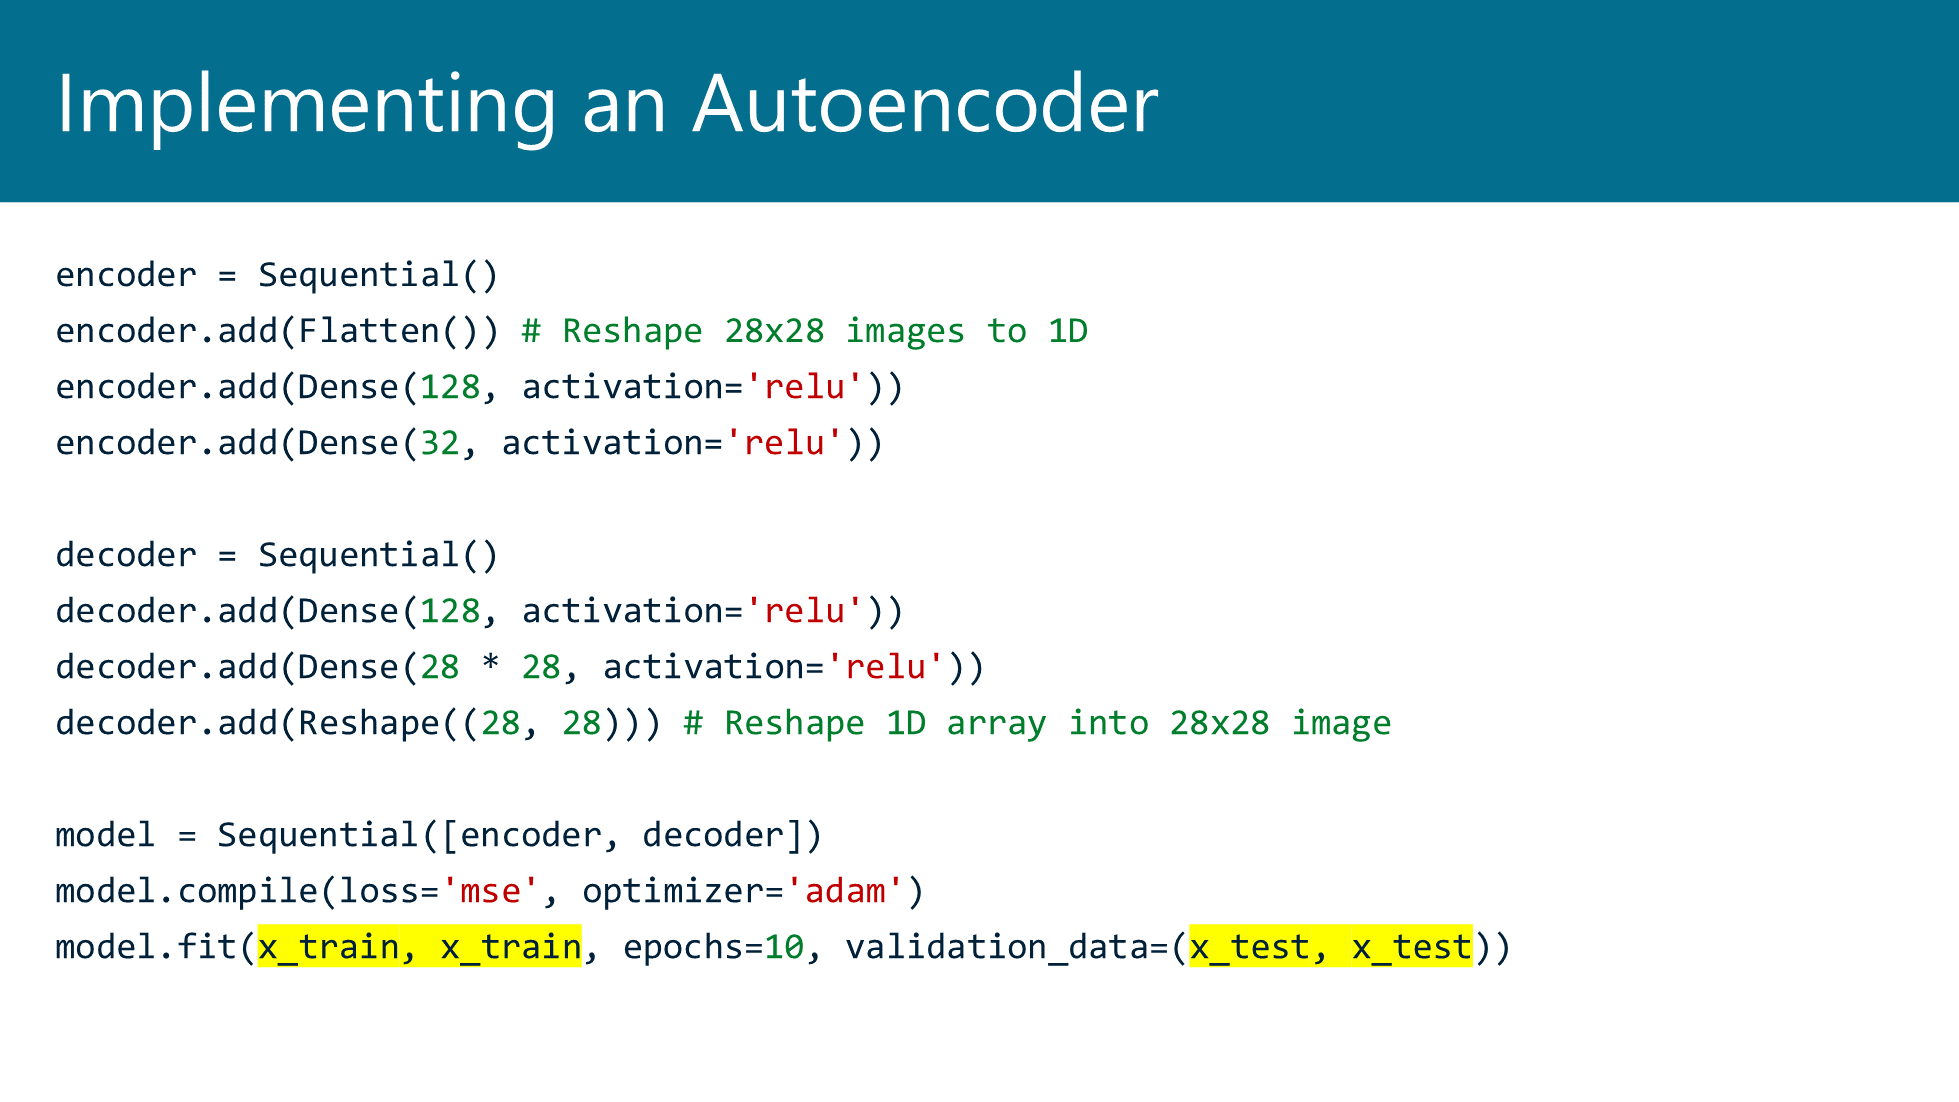 Implementing an Autoencoder
encoder = Sequential()
encoder.add(Flatten()) # Reshape 28x28 images to 1D
encoder.add(Dense(128, activation='relu'))
encoder.add(Dense(32, activation='relu'))
decoder = Sequential()
decoder.add(Dense(128, activation='relu'))
decoder.add(Dense(28 * 28, activation='relu'))
decoder.add(Reshape((28, 28))) # Reshape 1D array into 28x28 image
model = Sequential([encoder, decoder])
model.compile(loss='mse', optimizer='adam')
model.fit(x_train, x_train, epochs=10, validation_data=(x_test, x_test))